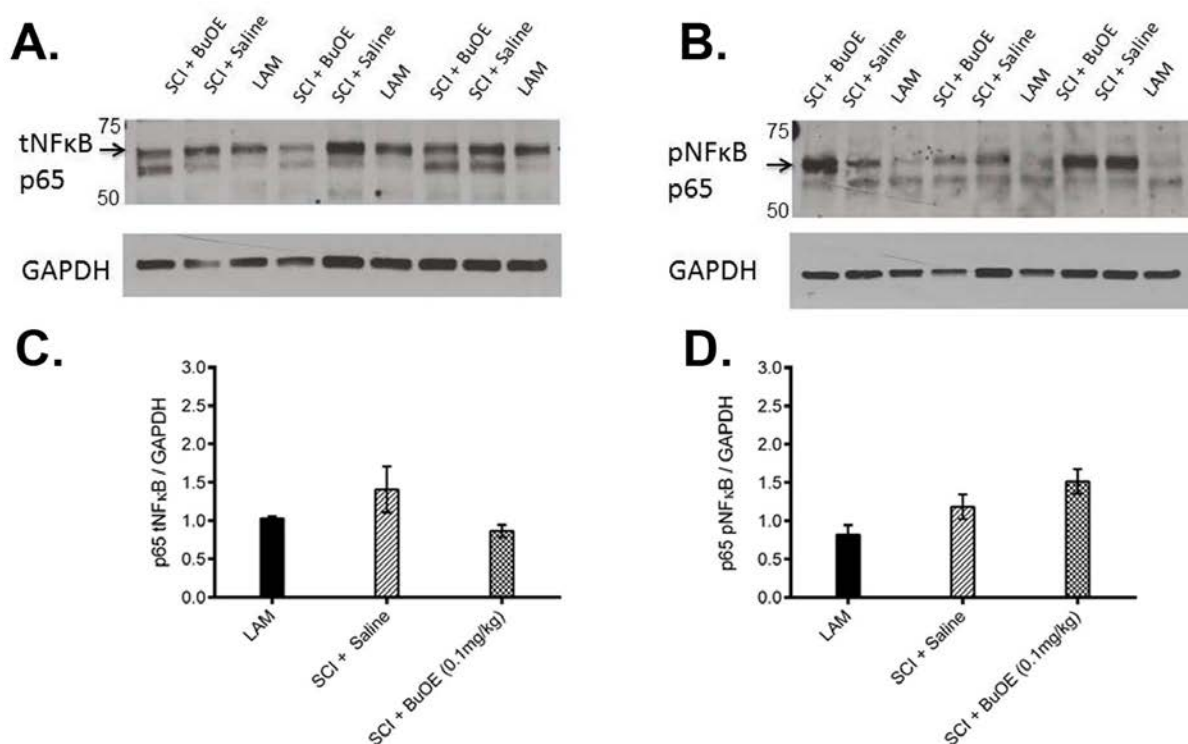 A.
SCI + BuOE
SCI + Saline
LAM
SCI + BuOE
SCI + Saline
LAM
SCI + BuOE
SCI + Saline
LAM
75
tNFκB
p65
50
GAPDH
B.
SCI + BuOE
SCI + Saline
LAM
SCI + BuOE
SCI + Saline
LAM
SCI + BuOE
SCI + Saline
LAM
75
pNFκB
p65
50
GAPDH
C.
p65 tNFκB / GAPDH
3.0
2.5
2.0
1.5
1.0
0.5
0.0
LAM
SCI + Saline
SCI + BuOE (0.1mg/kg)
D.
p65 pNFκB / GAPDH
3.0
2.5
2.0
1.5
1.0
0.5
0.0
LAM
SCI + Saline
SCI + BuOE (0.1mg/kg)